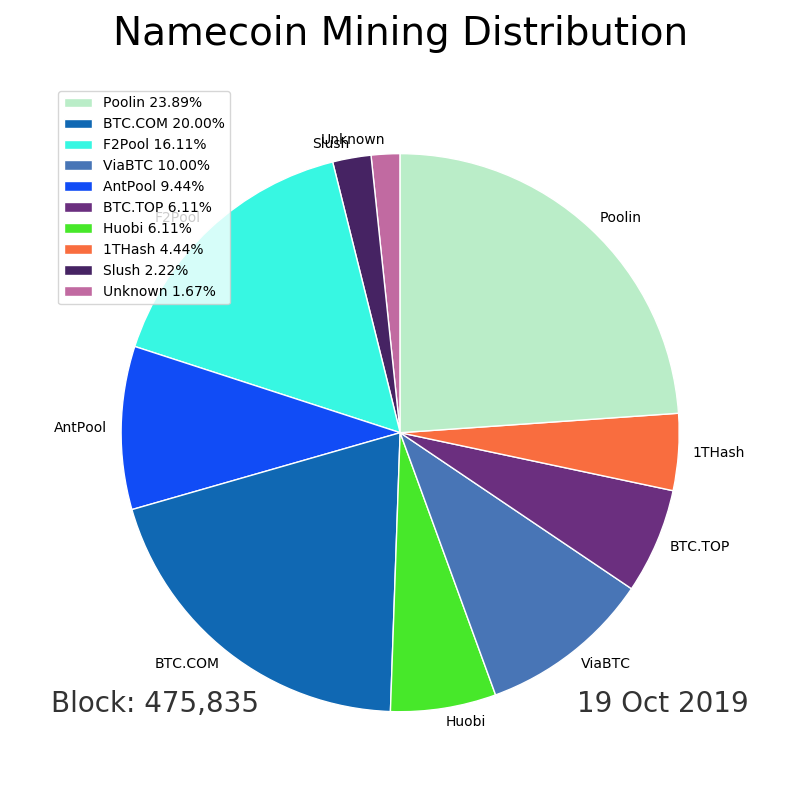 Namecoin Mining Distribution
Poolin 23.89%
BTC.COM 20.00%
F2Pool 16.11%
ViaBTC 10.00%
AntPool 9.44%
BTC.TOP 6.11%
Huobi 6.11%
1THash 4.44%
Slush 2.22%
Unknown 1.67%
Unknown
Slush
Poolin
F2Pool
AntPool
1THash
BTC.TOP
BTC.COM
ViaBTC
Huobi
Block: 475,835
19 Oct 2019